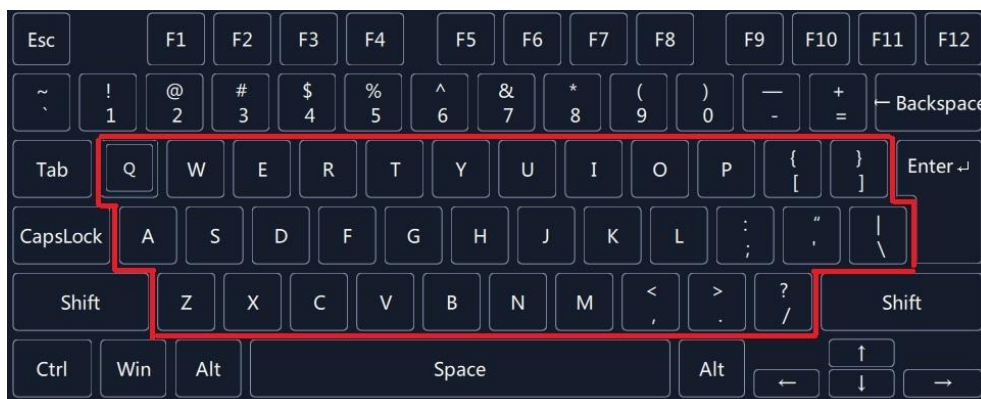 Esc F1 F2 F3 F4 F5 F6 F7 F8 F9 F10 F11 F12
~ ! @ # $ % ^ & * ( ) — +
` 1 2 3 4 5 6 7 8 9 0 - = ← Backspace
Tab Q W E R T Y U I O P { } Enter ↵
[ ]
CapsLock A S D F G H J K L : “ |
; ' \
Shift Z X C V B N M < > ? Shift
, . /
Ctrl Win Alt Space Alt ↑
← ↓ →